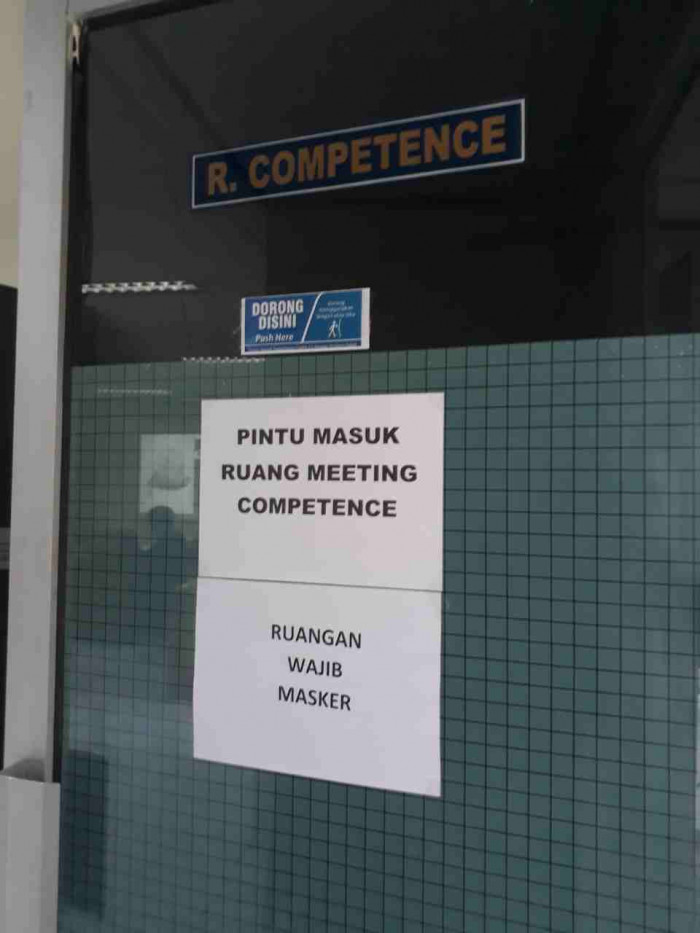 R. COMPETENCE
DORONG
DISINI
Push Here
PINTU MASUK
RUANG MEETING
COMPETENCE
RUANGAN
WAJIB
MASKER